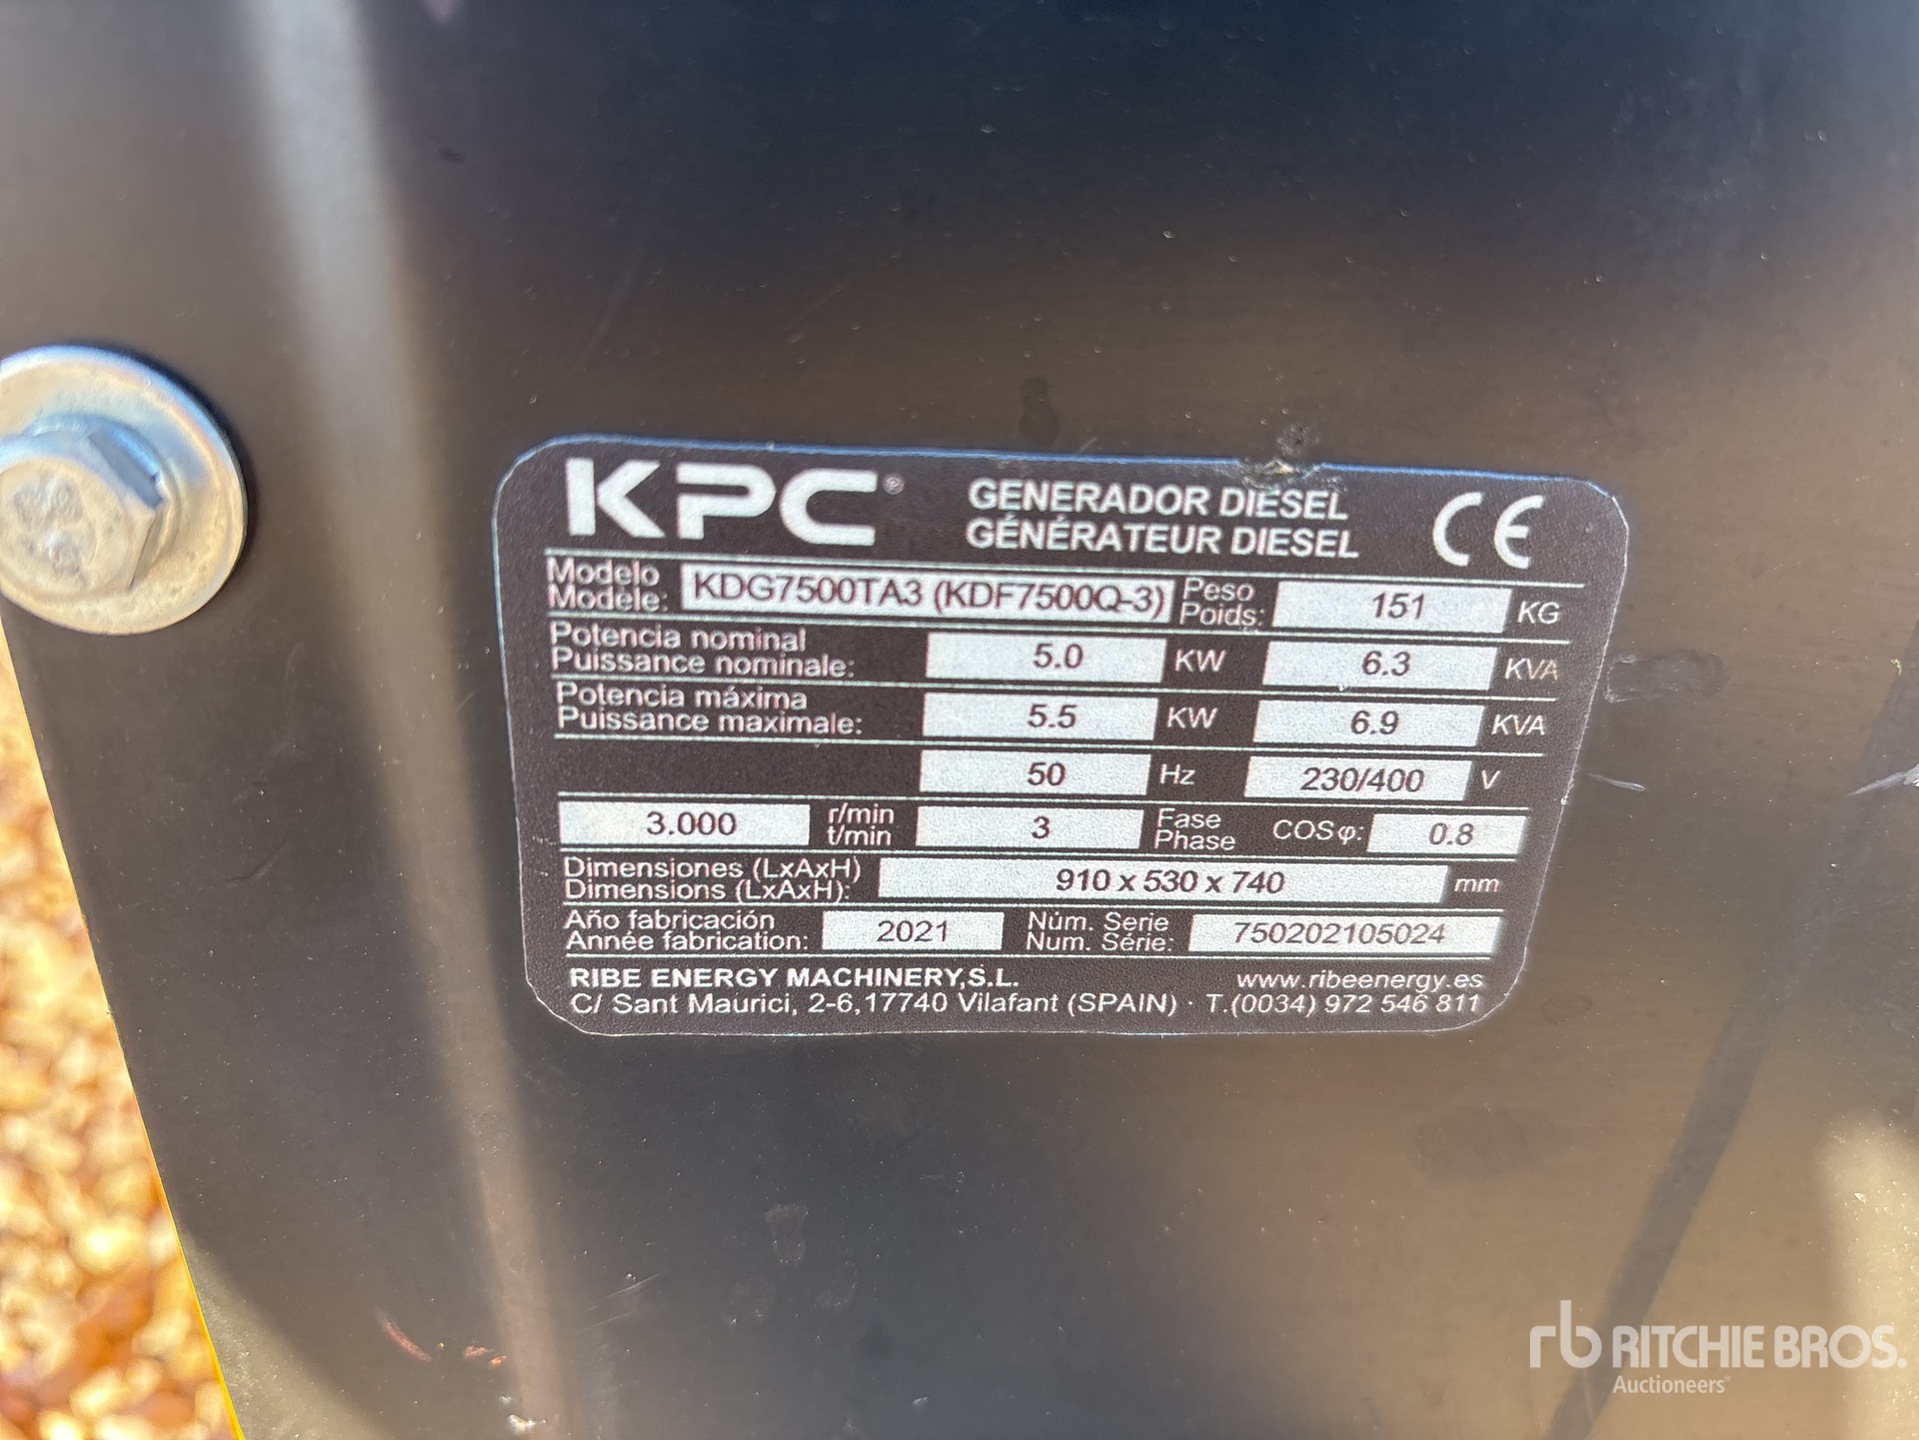 KPC®
GENERADOR DIESEL
GÉNÉRATEUR DIESEL
CE
Modelo
Modèle:
KDG7500TA3 (KDF7500Q-3)
Peso
Poids:
151 KG
Potencia nominal
Puissance nominale:
5.0 KW 6.3 KVA
Potencia máxima
Puissance maximale:
5.5 KW 6.9 KVA
50 Hz 230/400 V
3.000
r/min
t/min
3
Fase
Phase
COSφ: 0.8
Dimensiones (LxAxH)
Dimensions (LxAxH):
910 x 530 x 740 mm
Año fabricación
Année fabrication:
2021
Núm. Serie
Num. Série:
750202105024
RIBE ENERGY MACHINERY,S.L. www.ribeenergy.es
C/ Sant Maurici, 2-6,17740 Vilafant (SPAIN) · T.(0034) 972 546 811
rb RITCHIE BROS.
Auctioneers